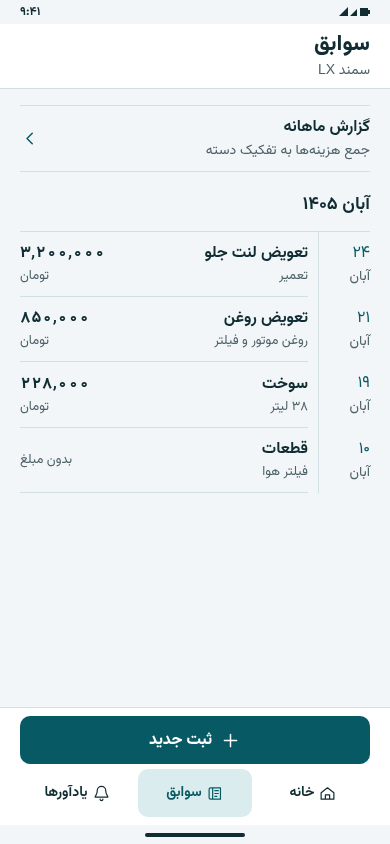 ۹:۴۱
سوابق
سمند LX
گزارش ماهانه
جمع هزینه‌ها به تفکیک دسته
آبان ۱۴۰۵
۲۴ آبان
تعویض لنت جلو
تعمیر
۳,۲۰۰,۰۰۰
تومان
۲۱ آبان
تعویض روغن
روغن موتور و فیلتر
۸۵۰,۰۰۰
تومان
۱۹ آبان
سوخت
۳۸ لیتر
۲۲۸,۰۰۰
تومان
۱۰ آبان
قطعات
فیلتر هوا
بدون مبلغ
ثبت جدید
خانه
سوابق
یادآورها